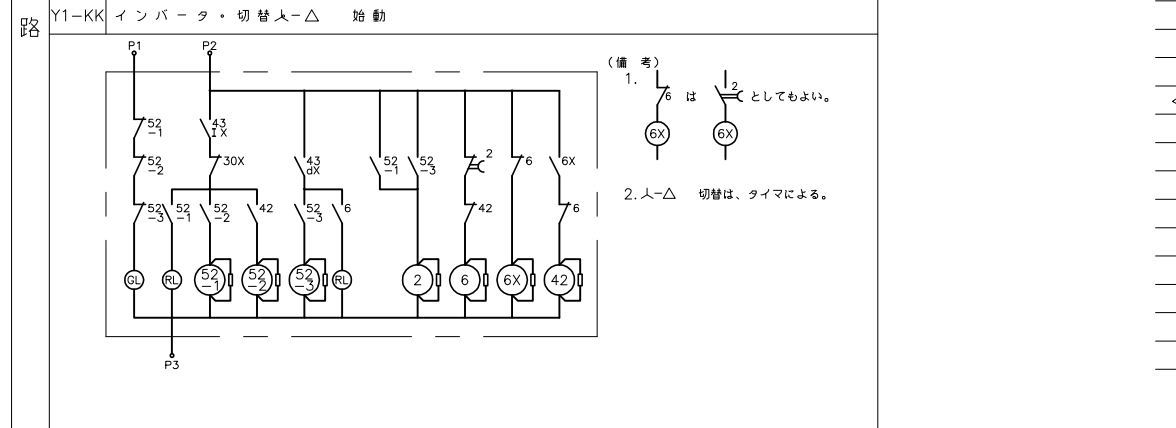 路
Y1-KK インバータ・切替人-△ 始動
P1 P2
(備 考)
1. 6 は 2 としてもよい。
6X 6X
52 -1
43 IX
52 -2
30X
43 dX
52 -1
52 -3
2
6
6X
2.人-△ 切替は、タイマによる。
52 -3
52 -1
52 -2
42
52 -3
6
42
6
GL
RL
52 -1
52 -2
52 -3
RL
2
6
6X
42
P3